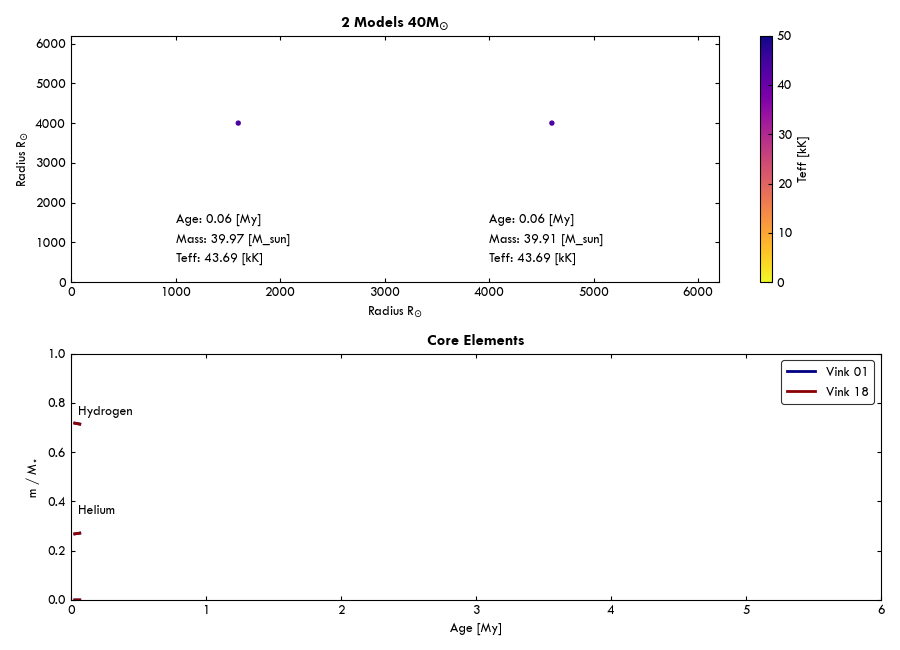 2 Models 40M☉
6000
5000
4000
3000
2000
1000
0
Radius R☉
Age: 0.06 [My]
Mass: 39.97 [M_sun]
Teff: 43.69 [kK]
Age: 0.06 [My]
Mass: 39.91 [M_sun]
Teff: 43.69 [kK]
0 1000 2000 3000 4000 5000 6000
Radius R☉
50
40
30
20
10
0
Teff [kK]
Core Elements
1.0
0.8
0.6
0.4
0.2
0.0
m / M⋆
Hydrogen
Helium
Vink 01
Vink 18
0 1 2 3 4 5 6
Age [My]